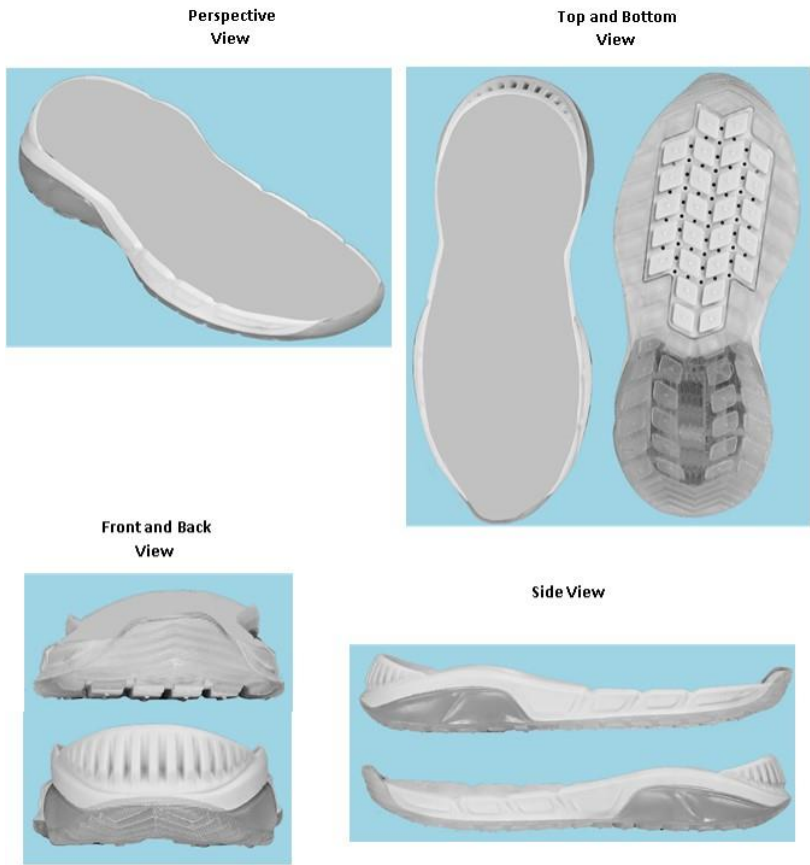 Perspective
View
Top and Bottom
View
Front and Back
View
Side View